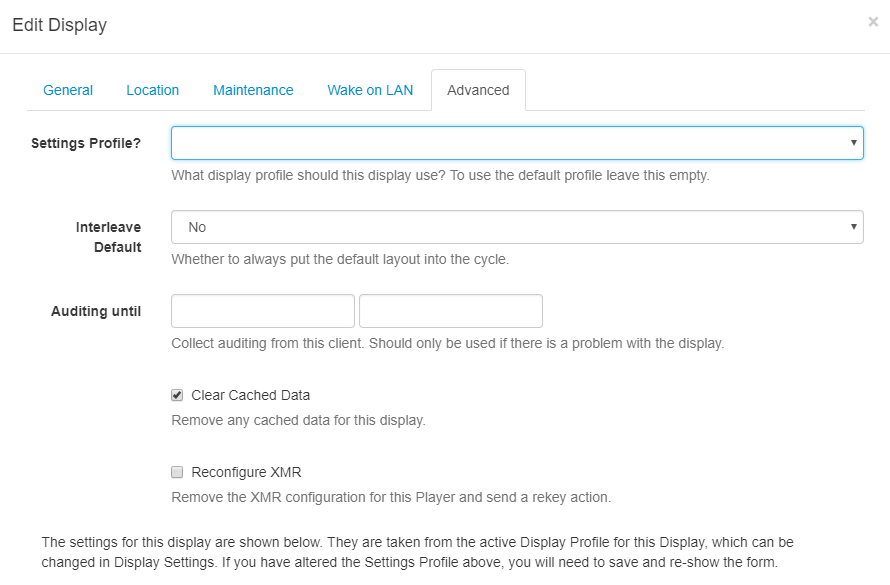 Edit Display
×
General Location Maintenance Wake on LAN Advanced
Settings Profile?
What display profile should this display use? To use the default profile leave this empty.
Interleave
Default
No
Whether to always put the default layout into the cycle.
Auditing until
Collect auditing from this client. Should only be used if there is a problem with the display.
Clear Cached Data
Remove any cached data for this display.
Reconfigure XMR
Remove the XMR configuration for this Player and send a rekey action.
The settings for this display are shown below. They are taken from the active Display Profile for this Display, which can be
changed in Display Settings. If you have altered the Settings Profile above, you will need to save and re-show the form.